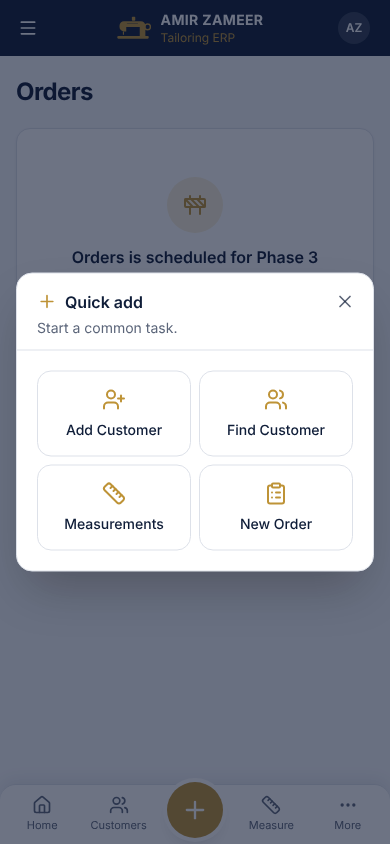 AMIR ZAMEER
Tailoring ERP
AZ
Orders
Orders is scheduled for Phase 3
Quick add
Start a common task.
Add Customer
Find Customer
Measurements
New Order
Home
Customers
Measure
More